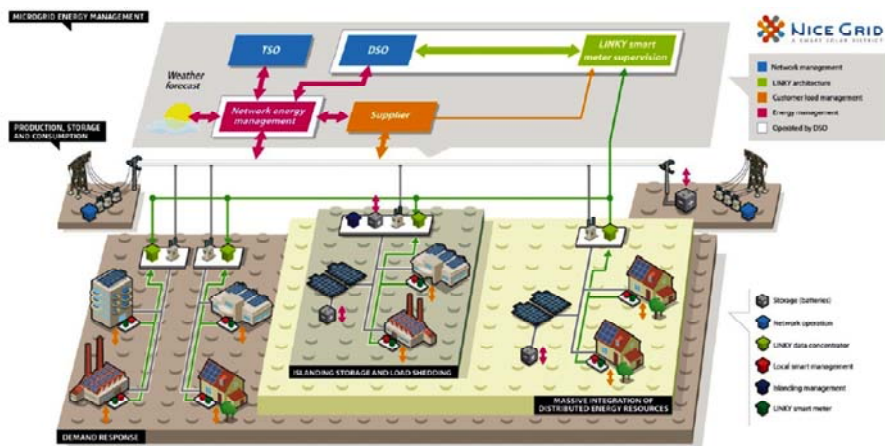 MICROGRID ENERGY MANAGEMENT
TSO
DSO
LINKY smart
meter supervision
NICE GRID
A SMART SOLAR DISTRICT
Weather
forecast
Network energy
management
Supplier
Network management
LINKY architecture
Customer load management
Energy management
Operated by DSO
PRODUCTION, STORAGE
AND CONSUMPTION
Storage (batteries)
Network operation
LINKY data concentrator
Local smart management
Islanding management
LINKY smart meter
ISLANDING STORAGE AND LOAD SHEDDING
MASSIVE INTEGRATION OF
DISTRIBUTED ENERGY RESOURCES
DEMAND RESPONSE